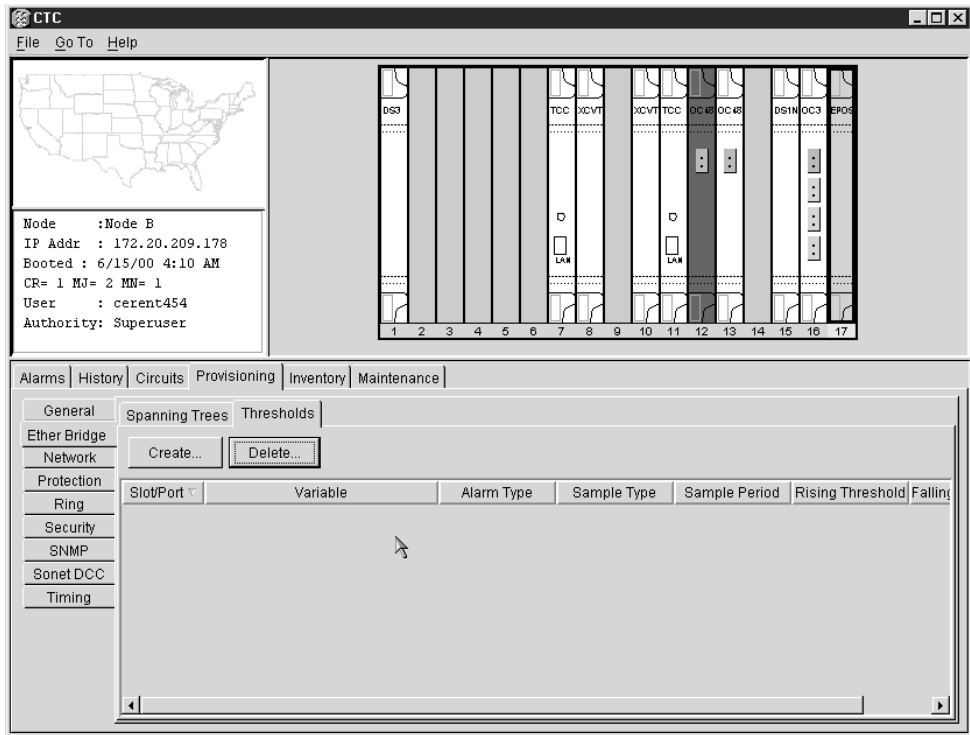 CTC
File Go To Help
DS3 TCC XCVT XCVT TCC OC48 OC48 DS1N OC3 EPOS
LAN LAN
1 2 3 4 5 6 7 8 9 10 11 12 13 14 15 16 17
Node :Node B
IP Addr : 172.20.209.178
Booted : 6/15/00 4:10 AM
CR= 1 MJ= 2 MN= 1
User : cerent454
Authority: Superuser
Alarms History Circuits Provisioning Inventory Maintenance
General
Ether Bridge
Network
Protection
Ring
Security
SNMP
Sonet DCC
Timing
Spanning Trees Thresholds
Create... Delete...
Slot/Port Variable Alarm Type Sample Type Sample Period Rising Threshold Falling